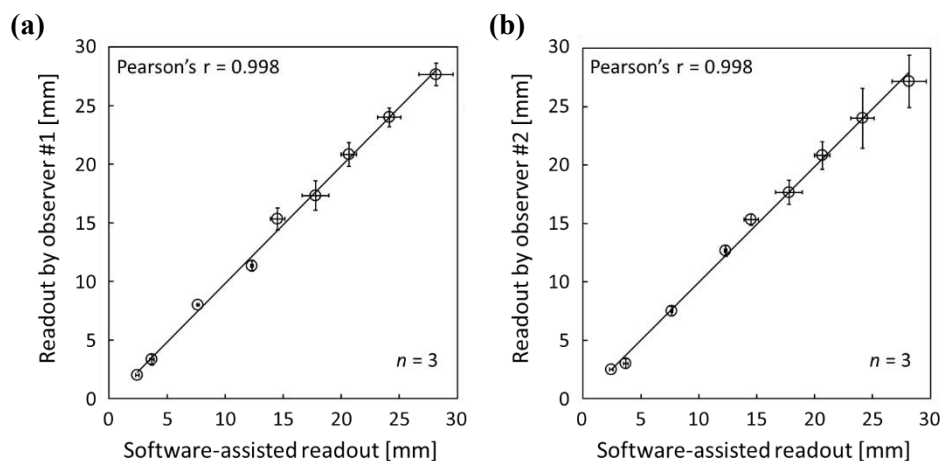 (a)
Pearson's r = 0.998
Readout by observer #1 [mm]
30
25
20
15
10
5
0
n = 3
0 5 10 15 20 25 30
Software-assisted readout [mm]
(b)
Pearson's r = 0.998
Readout by observer #2 [mm]
30
25
20
15
10
5
0
n = 3
0 5 10 15 20 25 30
Software-assisted readout [mm]